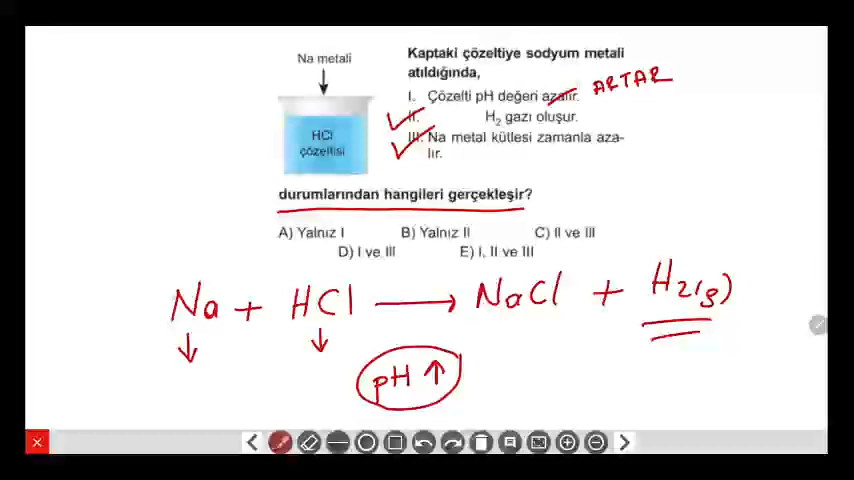 Na metali
HCl
çözeltisi
Kaptaki çözeltiye sodyum metali
atıldığında,
I. Çözelti pH değeri azalır. ARTAR
II. H₂ gazı oluşur.
III. Na metal kütlesi zamanla aza-
lır.
durumlarından hangileri gerçekleşir?
A) Yalnız I B) Yalnız II C) II ve III
D) I ve III E) I, II ve III
Na + HCl → NaCl + H₂(g)
pH ↑